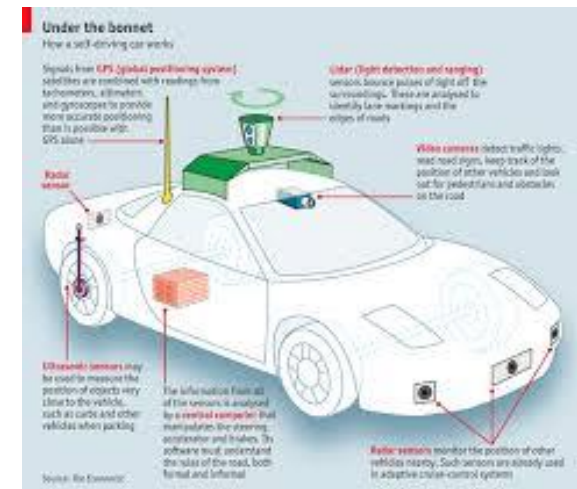 Under the bonnet
How a self-driving car works
Signals from GPS (global positioning system)
satellites are combined with readings from
tachometers, altimeters
and gyroscopes to provide
more accurate positioning
than is possible with
GPS alone
Lidar (light detection and ranging)
sensors bounce pulses of light off the
surroundings. These are analysed to
identify lane markings and the
edges of roads
Video cameras detect traffic lights,
read road signs, keep track of the
position of other vehicles and look
out for pedestrians and obstacles
on the road
Radar
sensor
Ultrasonic sensors may
be used to measure the
position of objects very
close to the vehicle,
such as curbs and other
vehicles when parking
The information from all
of the sensors is analysed
by a central computer that
manipulates the steering,
accelerator and brakes. Its
software must understand
the rules of the road, both
formal and informal
Radar sensors monitor the position of other
vehicles nearby. Such sensors are already used
in adaptive cruise-control systems
Source: The Economist